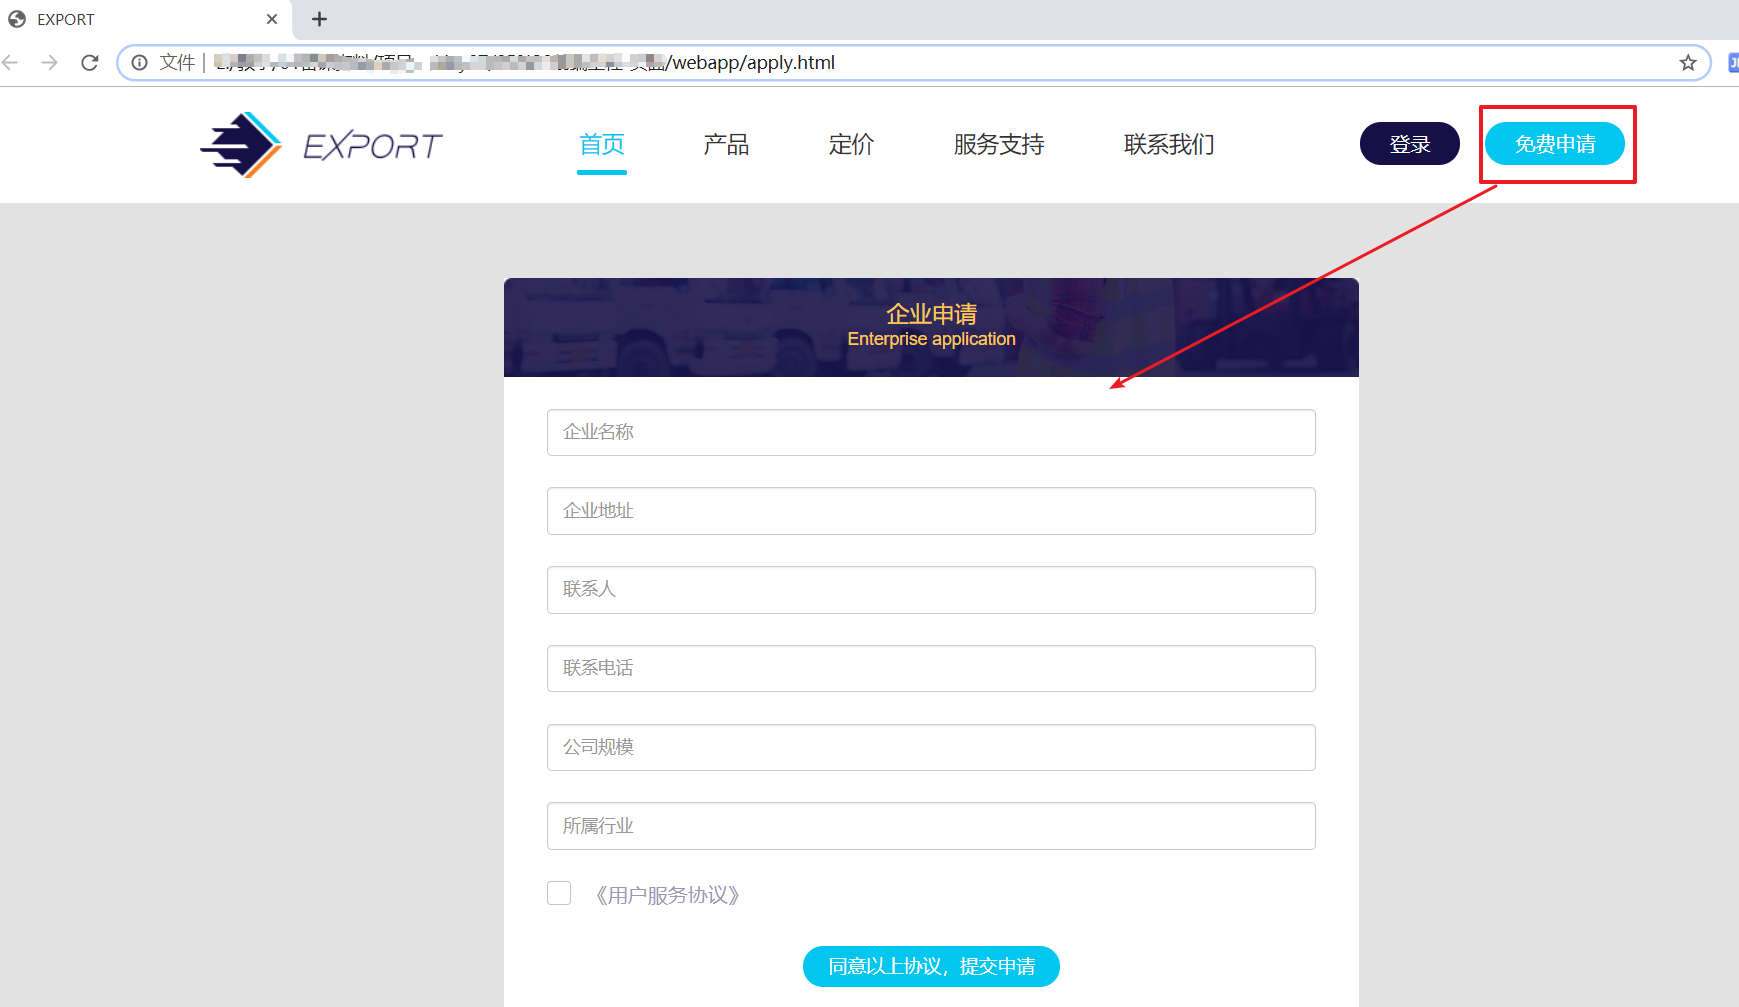 EXPORT
文件
/webapp/apply.html
EXPORT
首页 产品 定价 服务支持 联系我们 登录 免费申请
企业申请
Enterprise application
企业名称
企业地址
联系人
联系电话
公司规模
所属行业
《用户服务协议》
同意以上协议，提交申请